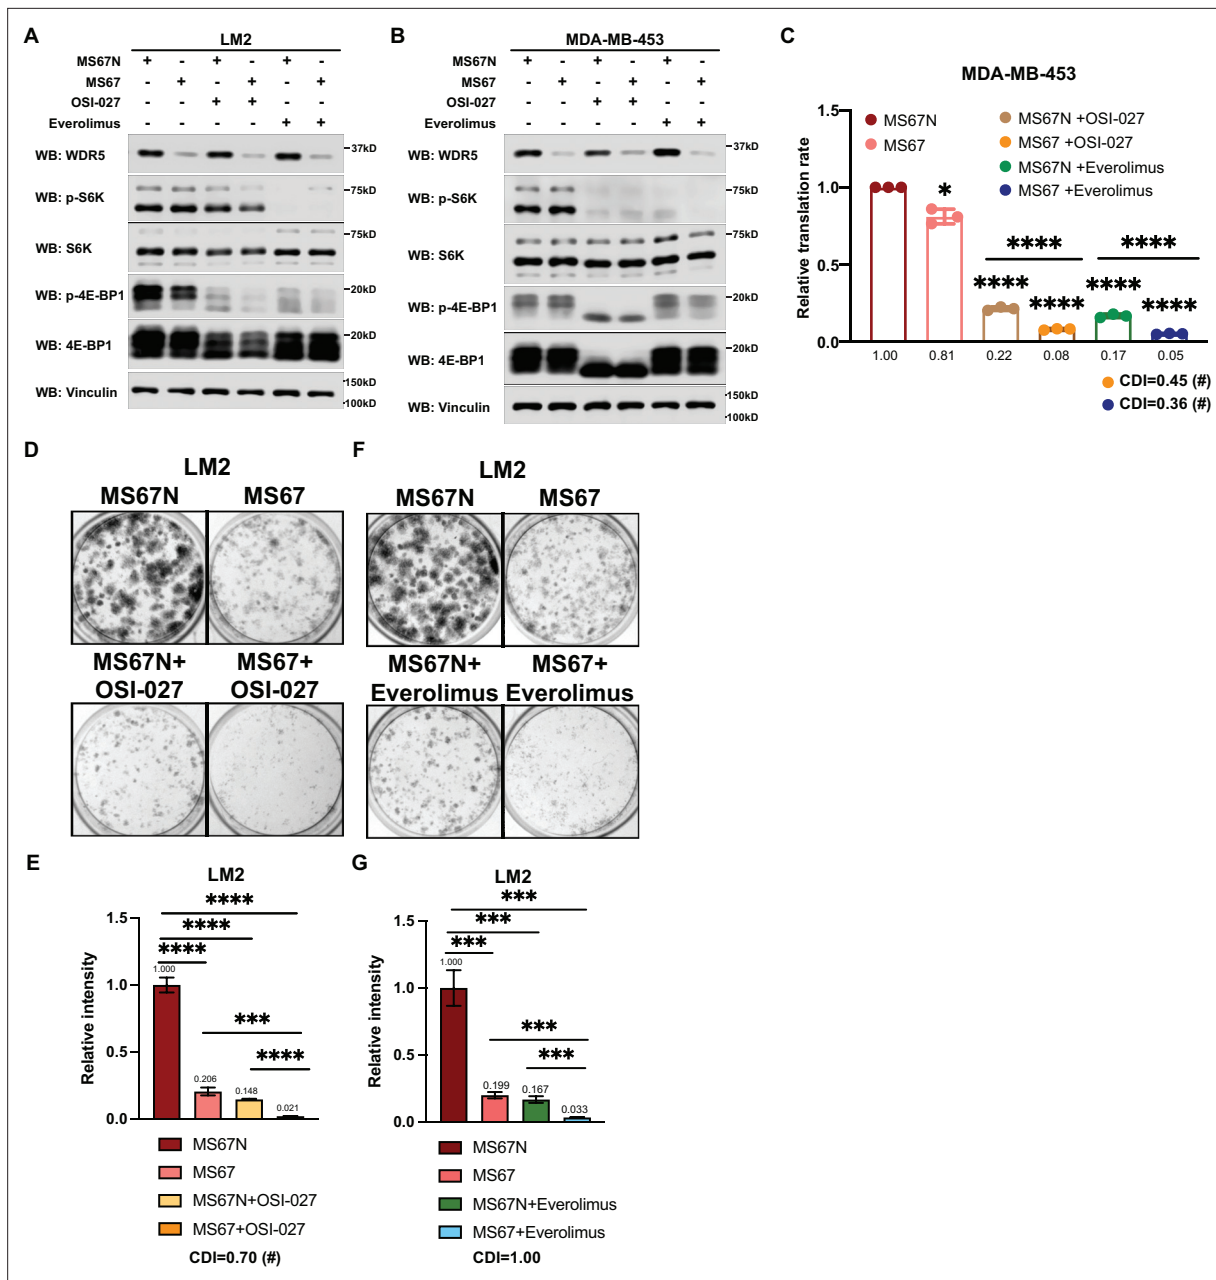 A
LM2
MS67N + - + - + -
MS67 - + - + - +
OSI-027 - - + + - -
Everolimus - - - - + +
WB: WDR5
37kD
WB: p-S6K
75kD
WB: S6K
75kD
WB: p-4E-BP1
20kD
WB: 4E-BP1
20kD
WB: Vinculin
150kD
100kD
B
MDA-MB-453
MS67N + - + - + -
MS67 - + - + - +
OSI-027 - - + + - -
Everolimus - - - - + +
WB: WDR5
37kD
WB: p-S6K
75kD
WB: S6K
75kD
WB: p-4E-BP1
20kD
WB: 4E-BP1
20kD
WB: Vinculin
150kD
100kD
C
MDA-MB-453
Relative translation rate
1.5
1.0
0.5
0.0
MS67N
MS67
MS67N +OSI-027
MS67 +OSI-027
MS67N +Everolimus
MS67 +Everolimus
*
**** ****
**** **** **** ****
1.00 0.81 0.22 0.08 0.17 0.05
CDI=0.45 (#)
CDI=0.36 (#)
D
LM2
MS67N MS67
MS67N+ MS67+
OSI-027 OSI-027
F
LM2
MS67N MS67
MS67N+ MS67+
Everolimus Everolimus
E
LM2
Relative intensity
1.5
1.0
0.5
0.0
****
****
****
***
****
1.000
0.206
0.148
0.021
MS67N
MS67
MS67N+OSI-027
MS67+OSI-027
CDI=0.70 (#)
G
LM2
Relative intensity
1.5
1.0
0.5
0.0
***
***
***
***
***
1.000
0.199
0.167
0.033
MS67N
MS67
MS67N+Everolimus
MS67+Everolimus
CDI=1.00